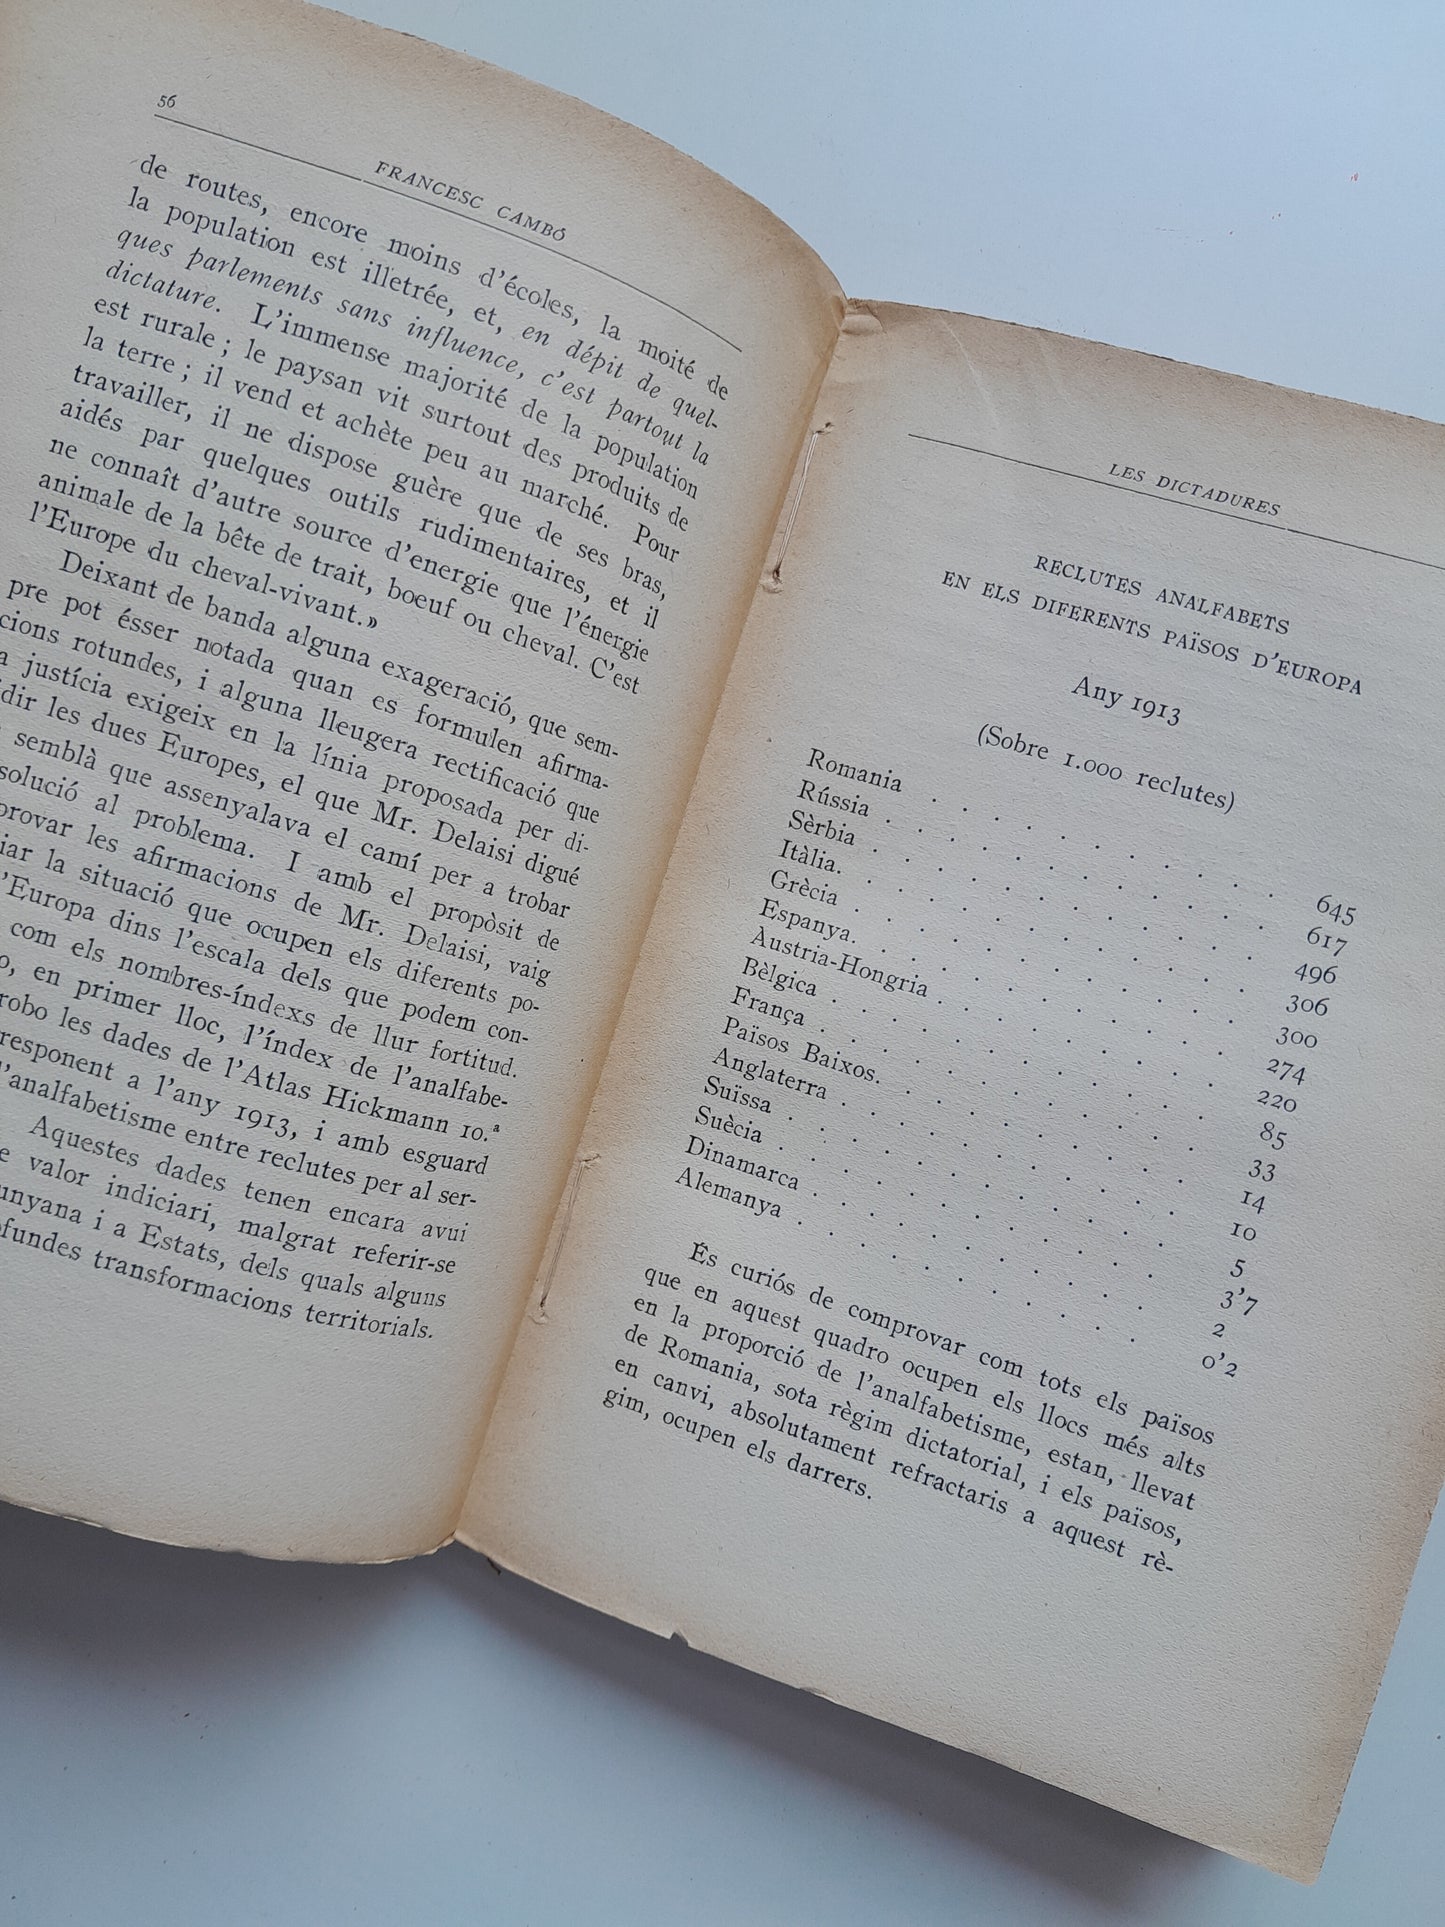 56
FRANCESC CAMBÓ
de routes, encore moins d'écoles, la moité de
la population est illetrée, et, en dépit de quel-
ques parlements sans influence, c'est partout la
dictature. L'immense majorité de la population
est rurale; le paysan vit surtout des produits de
la terre; il vend et achète peu au marché. Pour
travailler, il ne dispose guère que de ses bras,
aidés par quelques outils rudimentaires, et il
ne connaît d'autre source d'energie que l'énergie
animale de la bête de trait, boeuf ou cheval. C'est
l'Europe du cheval-vivant.»
Deixant de banda alguna exageració, que sem-
pre pot ésser notada quan es formulen afirma-
cions rotundes, i alguna lleugera rectificació que
justícia exigeix en la línia proposada per di-
les dues Europes, el que Mr. Delaisi digué
semblà que assenyalava el camí per a trobar
solució al problema. I amb el propòsit de
provar les afirmacions de Mr. Delaisi, vaig
la situació que ocupen els diferents po-
d'Europa dins l'escala dels que podem con-
com els nombres-índexs de llur fortitud.
en primer lloc, l'índex de l'analfabe-
les dades de l'Atlas Hickmann 10.ª
responent a l'any 1913, i amb esguard
l'analfabetisme entre reclutes per al ser-
Aquestes dades tenen encara avui
valor indiciari, malgrat referir-se
i a Estats, dels quals alguns
transformacions territorials.
LES DICTADURES
RECLUTES ANALFABETS
EN ELS DIFERENTS PAÏSOS D'EUROPA
Any 1913
(Sobre 1.000 reclutes)
Romania . . . . . . . . . 645
Rússia . . . . . . . . . 617
Sèrbia . . . . . . . . . 496
Itàlia. . . . . . . . . . 306
Grècia . . . . . . . . . 300
Espanya. . . . . . . . . 274
Àustria-Hongria . . . . . . . 220
Bèlgica . . . . . . . . . 85
França . . . . . . . . . 33
Països Baixos. . . . . . . . 14
Anglaterra . . . . . . . . 10
Suïssa . . . . . . . . . 5
Suècia . . . . . . . . . 3'7
Dinamarca . . . . . . . . 2
Alemanya . . . . . . . . 0'2
És curiós de comprovar com tots els països
que en aquest quadro ocupen els llocs més alts
en la proporció de l'analfabetisme, estan, llevat
de Romania, sota règim dictatorial, i els països,
en canvi, absolutament refractaris a aquest rè-
gim, ocupen els darrers.